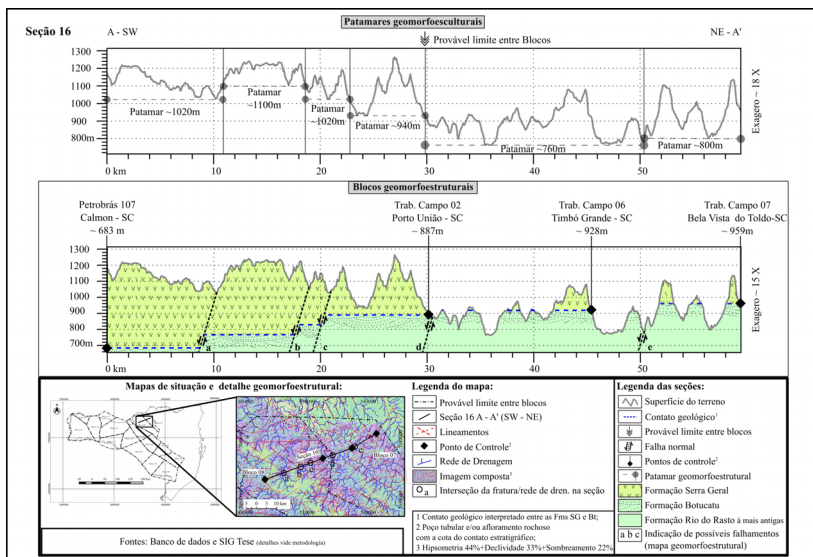 Patamares geomorfoesculturais
Seção 16
A - SW
Provável limite entre Blocos
NE - A'
1300
1200
1100
1000
900
800m
Patamar ~1020m
Patamar ~1100m
Patamar ~1020m
Patamar ~940m
Patamar ~760m
Patamar ~800m
Exagero ~ 18 X
0 km
10
20
30
40
50
Blocos geomorfoestruturais
Petrobrás 107
Calmon - SC
~ 683 m
Trab. Campo 02
Porto União - SC
~ 887m
Trab. Campo 06
Timbó Grande - SC
~ 928m
Trab. Campo 07
Bela Vista do Toldo-SC
~ 959m
1300
1200
1100
1000
900
800
700m
a
b
c
d
e
Exagero ~ 15 X
0 km
10
20
30
40
50
Mapas de situação e detalhe geomorfoestrutural:
Seção 16
Bloco 08
Bloco 07
Fontes: Banco de dados e SIG Tese (detalhes vide metodologia)
Legenda do mapa:
Provável limite entre blocos
Seção 16 A - A' (SW - NE)
Lineamentos
Ponto de Controle²
Rede de Drenagem
Imagem composta³
a Interseção da fratura/rede de dren. na seção
1 Contato geológico interpretado entre as Fms SG e Bt;
2 Poço tubular e/ou afloramento rochoso
com a cota do contato estratigráfico;
3 Hipsometria 44%+Declividade 33%+Sombreamento 22%
Legenda das seções:
Superfície do terreno
Contato geológico¹
Provável limite entre blocos
Falha normal
Pontos de controle²
Patamar geomorfoestrutural
Formação Serra Geral
Formação Botucatu
Formação Rio do Rasto à mais antigas
a b c Indicação de possíveis falhamentos
(mapa geomorfoestrutural)